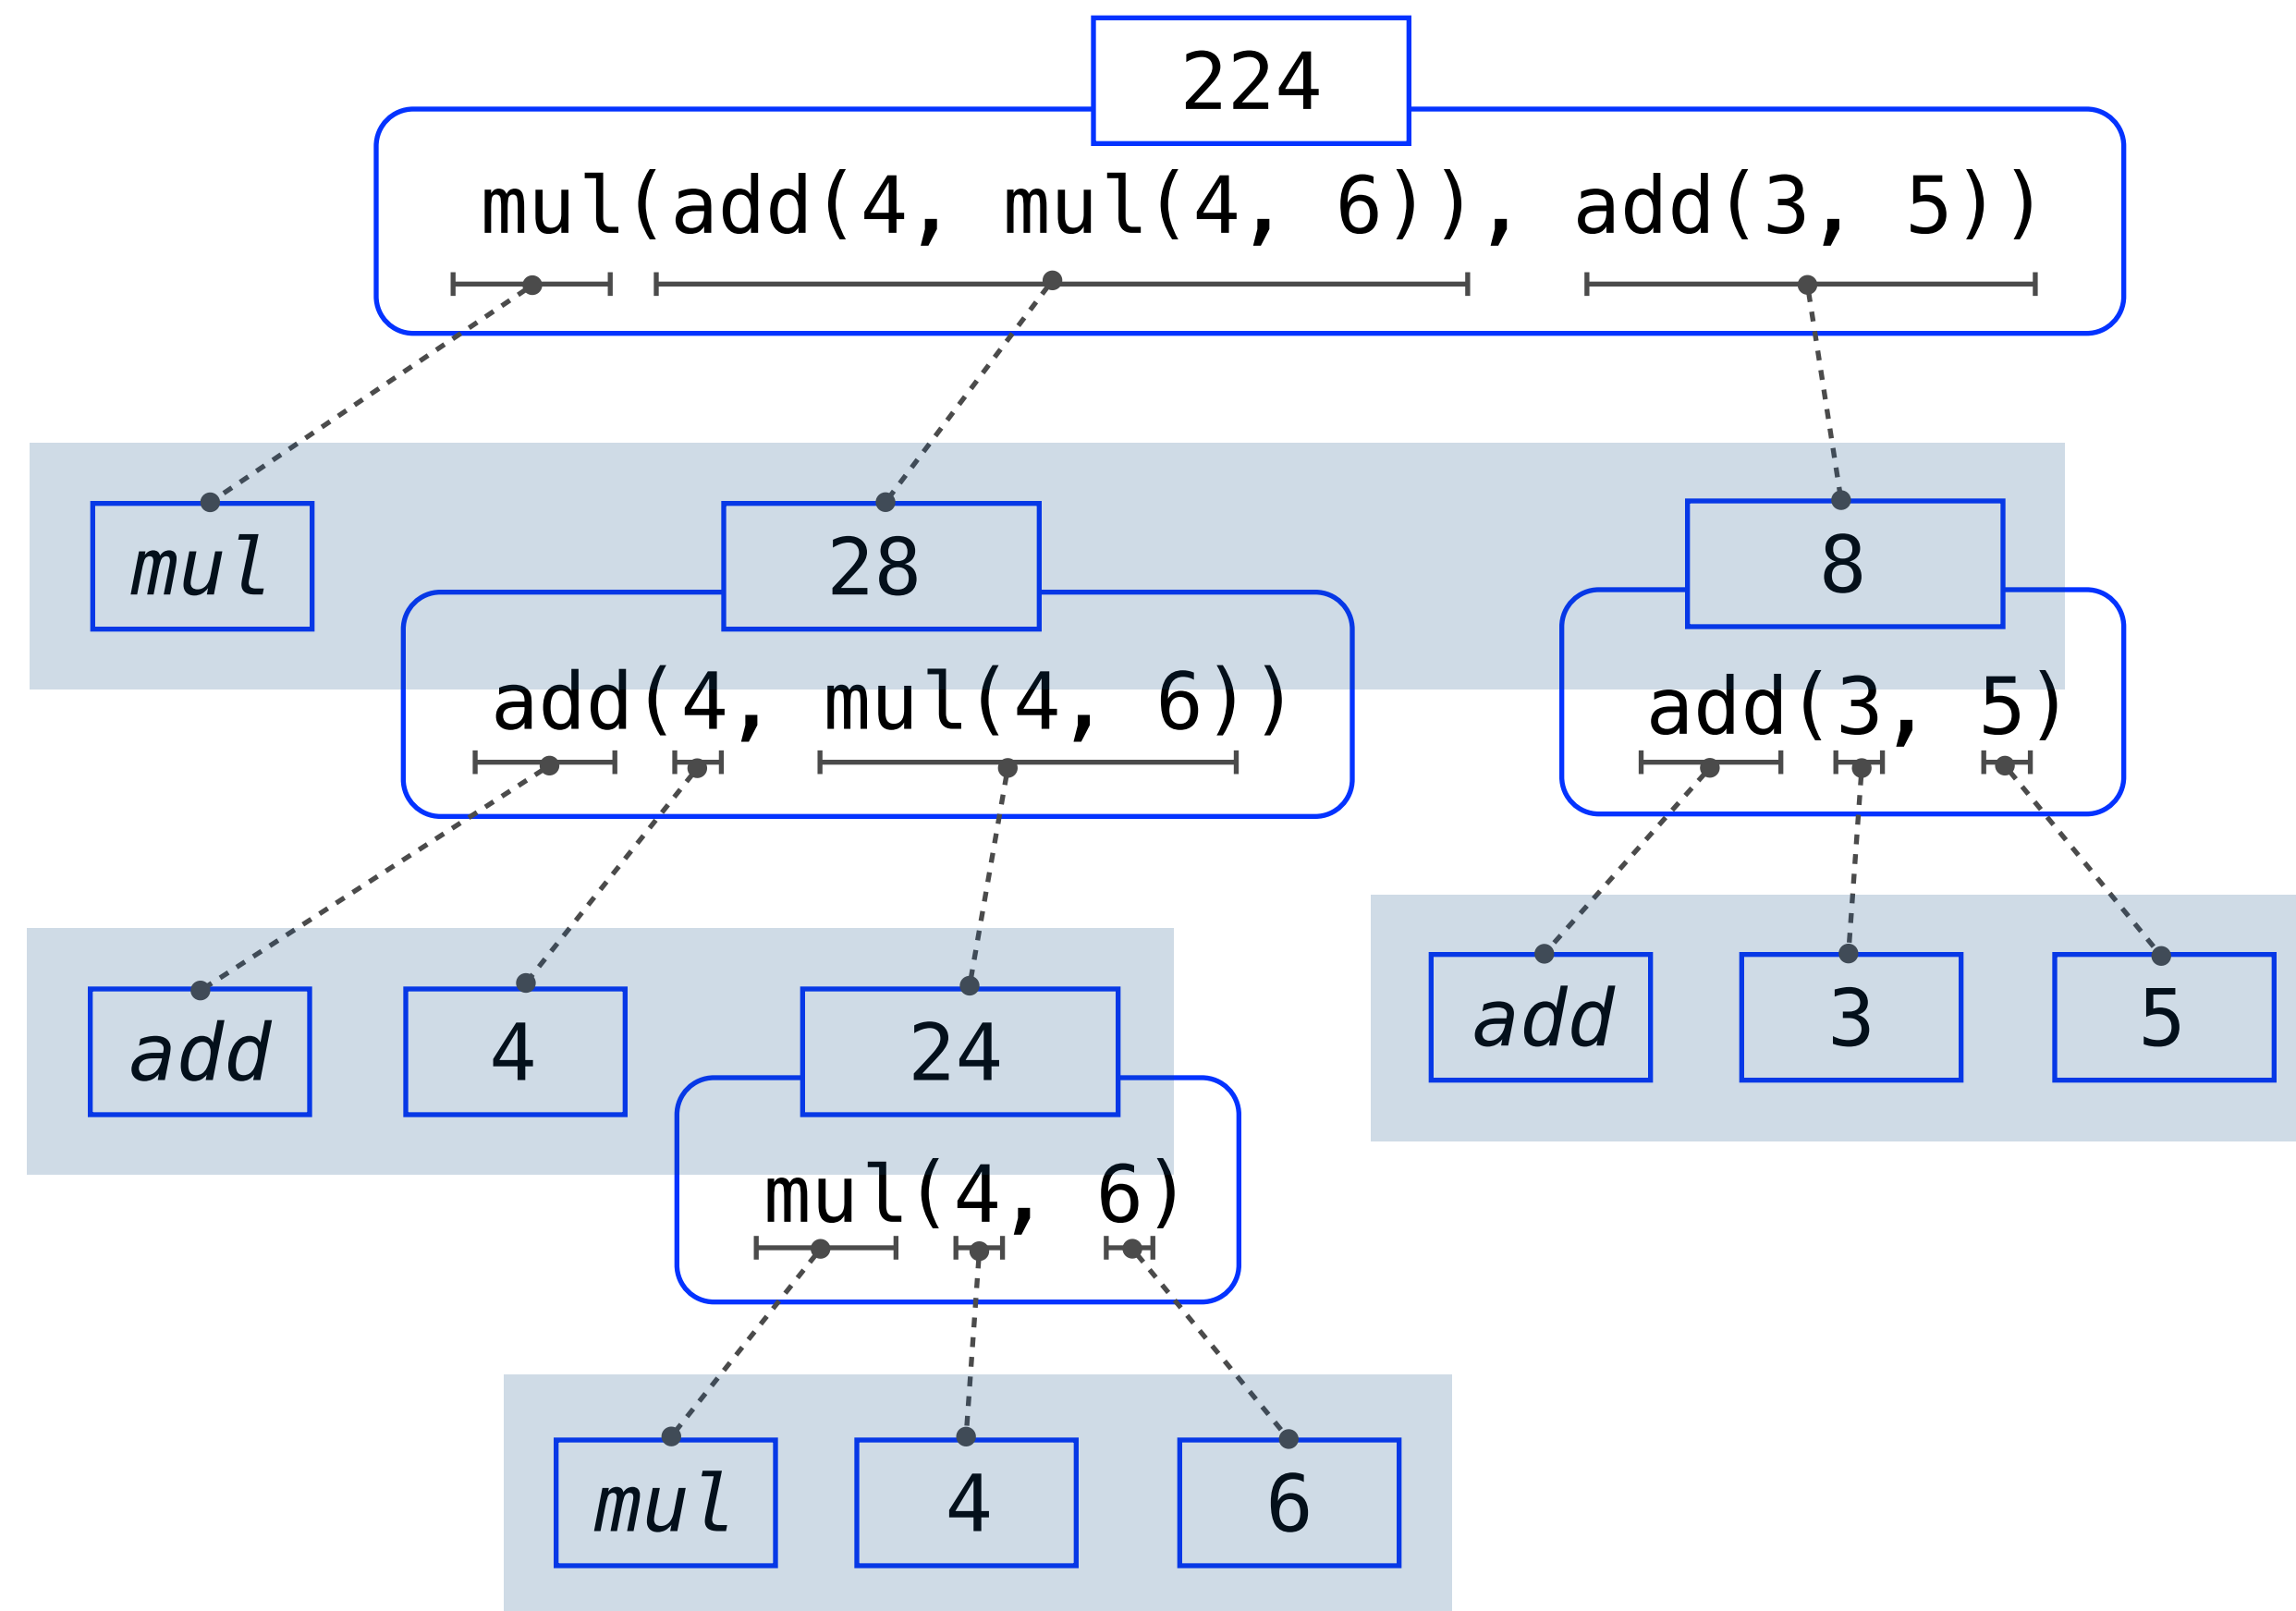 224
mul(add(4, mul(4, 6)), add(3, 5))
mul 28 8
add(4, mul(4, 6)) add(3, 5)
add 4 24 add 3 5
mul(4, 6)
mul 4 6